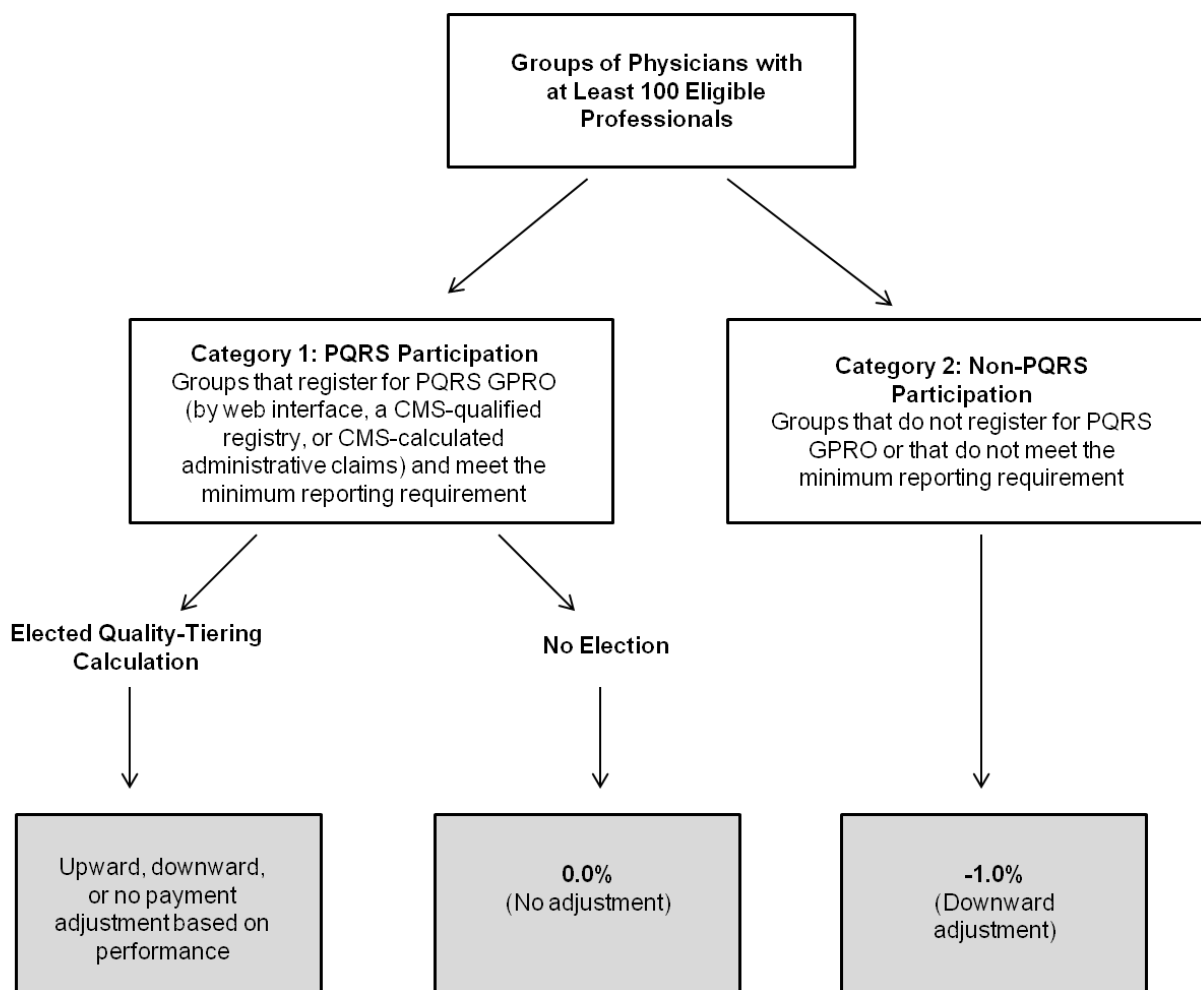 Groups of Physicians with
at Least 100 Eligible
Professionals
Category 1: PQRS Participation
Groups that register for PQRS GPRO
(by web interface, a CMS-qualified
registry, or CMS-calculated
administrative claims) and meet the
minimum reporting requirement
Category 2: Non-PQRS
Participation
Groups that do not register for PQRS
GPRO or that do not meet the
minimum reporting requirement
Elected Quality-Tiering
Calculation
No Election
Upward, downward,
or no payment
adjustment based on
performance
0.0%
(No adjustment)
-1.0%
(Downward
adjustment)